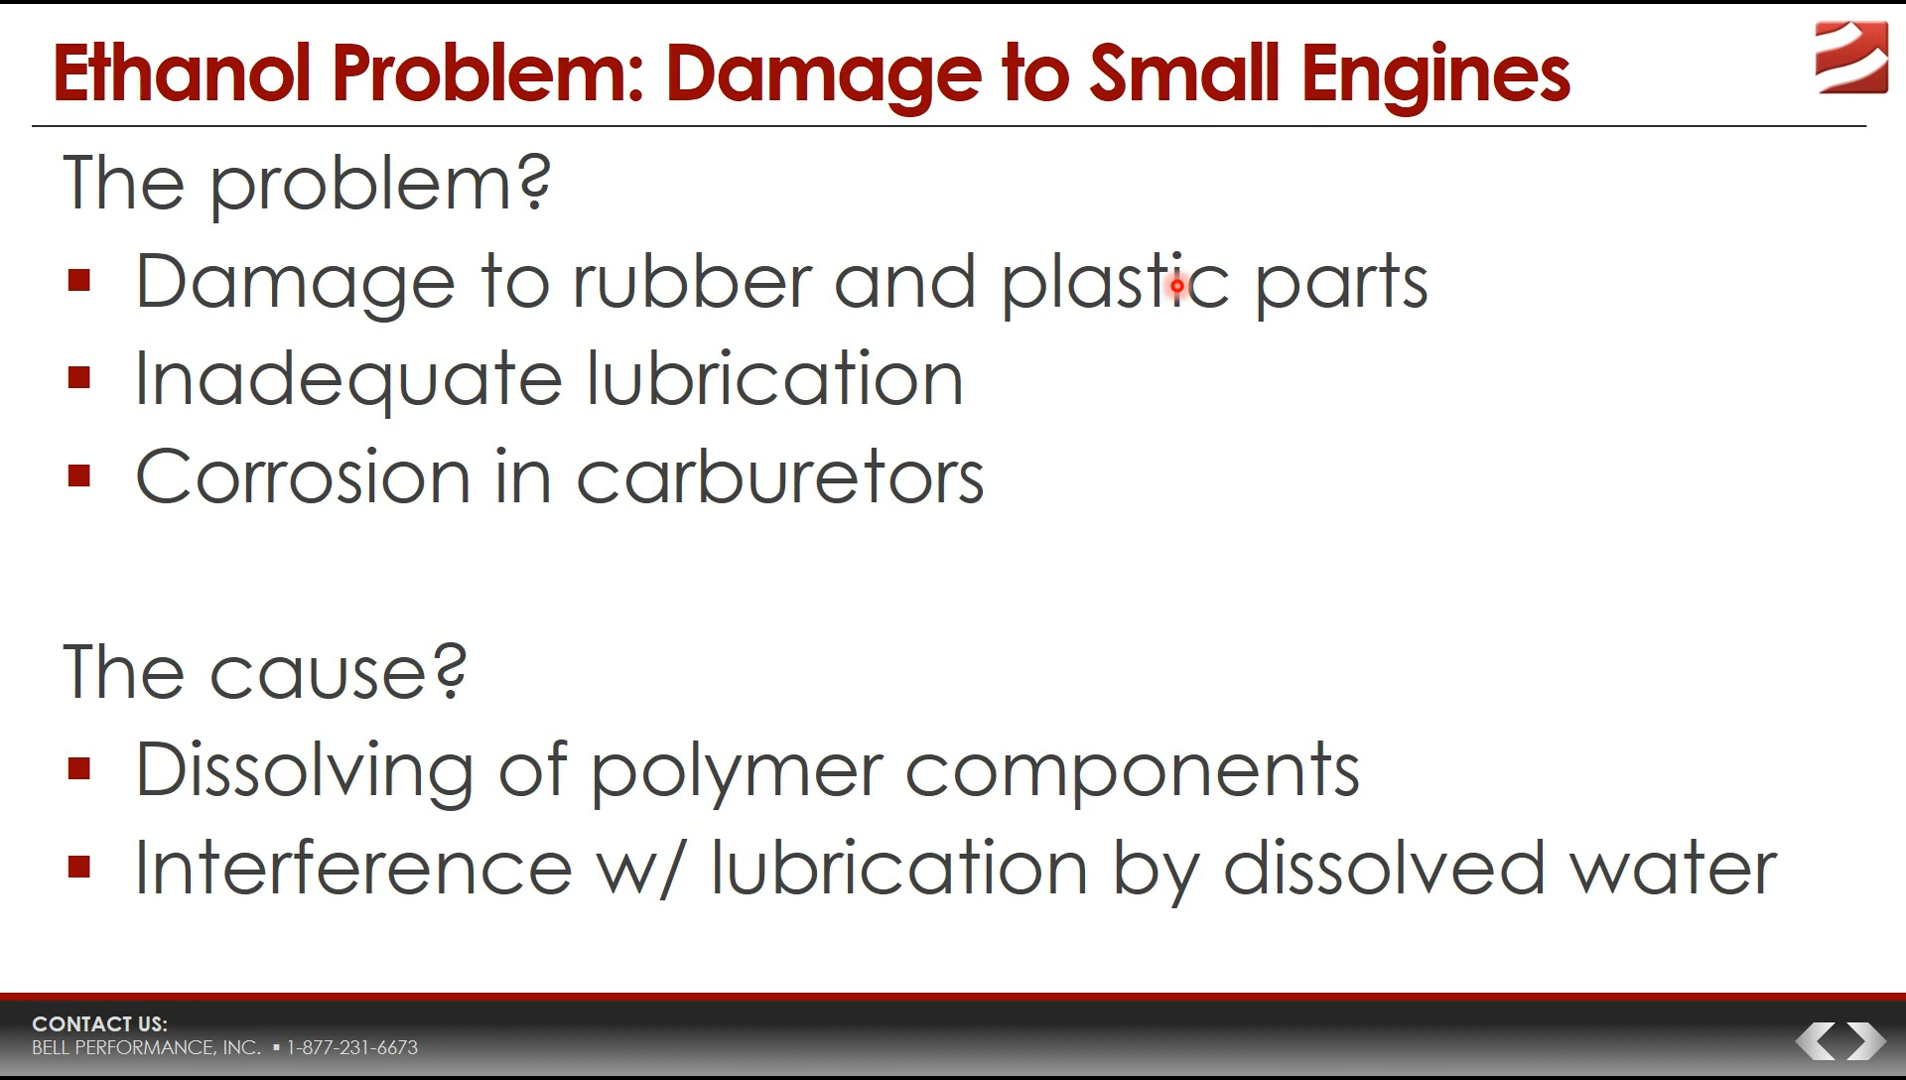 Ethanol Problem: Damage to Small Engines
The problem?
▪ Damage to rubber and plastic parts
▪ Inadequate lubrication
▪ Corrosion in carburetors
The cause?
▪ Dissolving of polymer components
▪ Interference w/ lubrication by dissolved water
CONTACT US:
BELL PERFORMANCE, INC. ▪ 1-877-231-6673